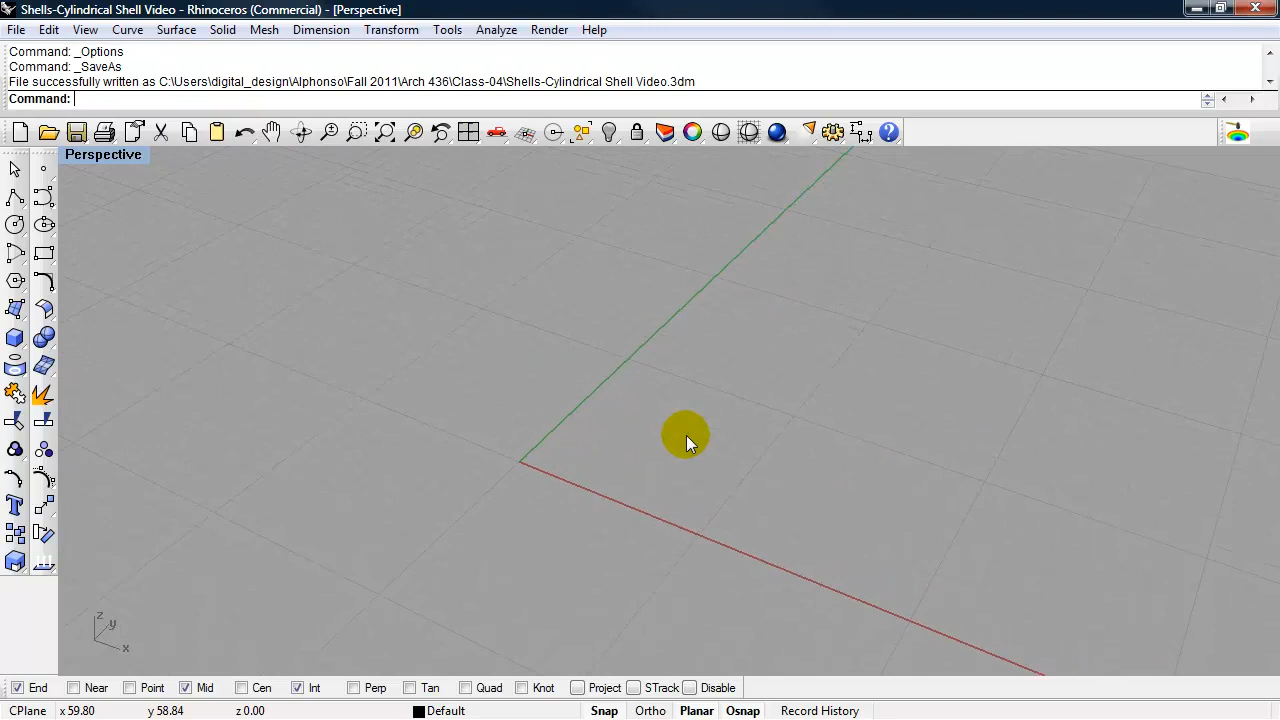 Shells-Cylindrical Shell Video - Rhinoceros (Commercial) - [Perspective]
File Edit View Curve Surface Solid Mesh Dimension Transform Tools Analyze Render Help
Command: _Options
Command: _SaveAs
File successfully written as C:\Users\digital_design\Alphonso\Fall 2011\Arch 436\Class-04\Shells-Cylindrical Shell Video.3dm
Command:
Perspective
z
y
x
End Near Point Mid Cen Int Perp Tan Quad Knot Project STrack Disable
CPlane x 59.80 y 58.84 z 0.00 Default Snap Ortho Planar Osnap Record History